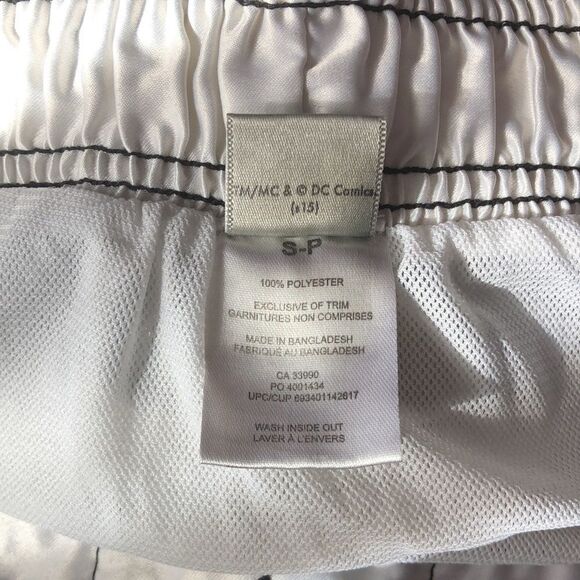 TM/MC & © DC Comics
(s15)
S-P
100% POLYESTER
EXCLUSIVE OF TRIM
GARNITURES NON COMPRISES
MADE IN BANGLADESH
FABRIQUÉ AU BANGLADESH
CA 33990
PO 4001434
UPC/CUP 693401142617
WASH INSIDE OUT
LAVER À L'ENVERS